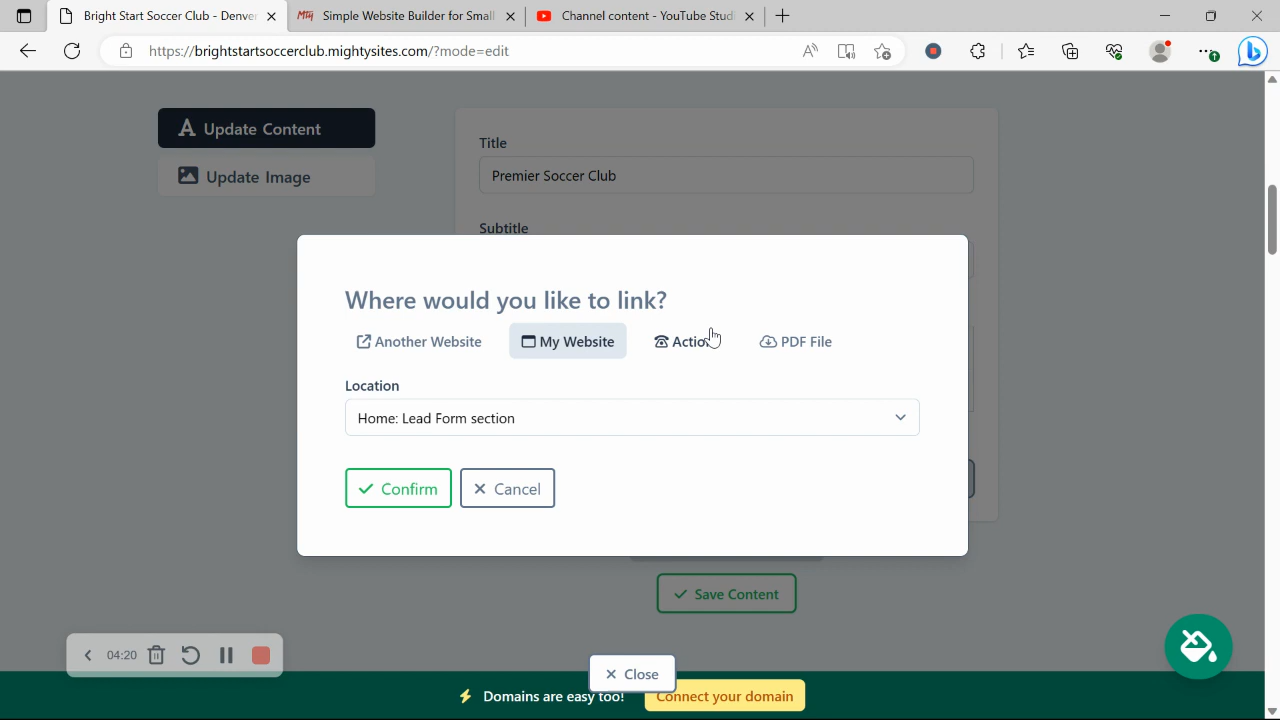 Bright Start Soccer Club - Denver
Simple Website Builder for Small
Channel content - YouTube Studi
https://brightstartsoccerclub.mightysites.com/?mode=edit
Update Content
Update Image
Title
Premier Soccer Club
Subtitle
Where would you like to link?
Another Website
My Website
Action
PDF File
Location
Home: Lead Form section
Confirm
Cancel
Save Content
04:20
Close
Domains are easy too!
Connect your domain